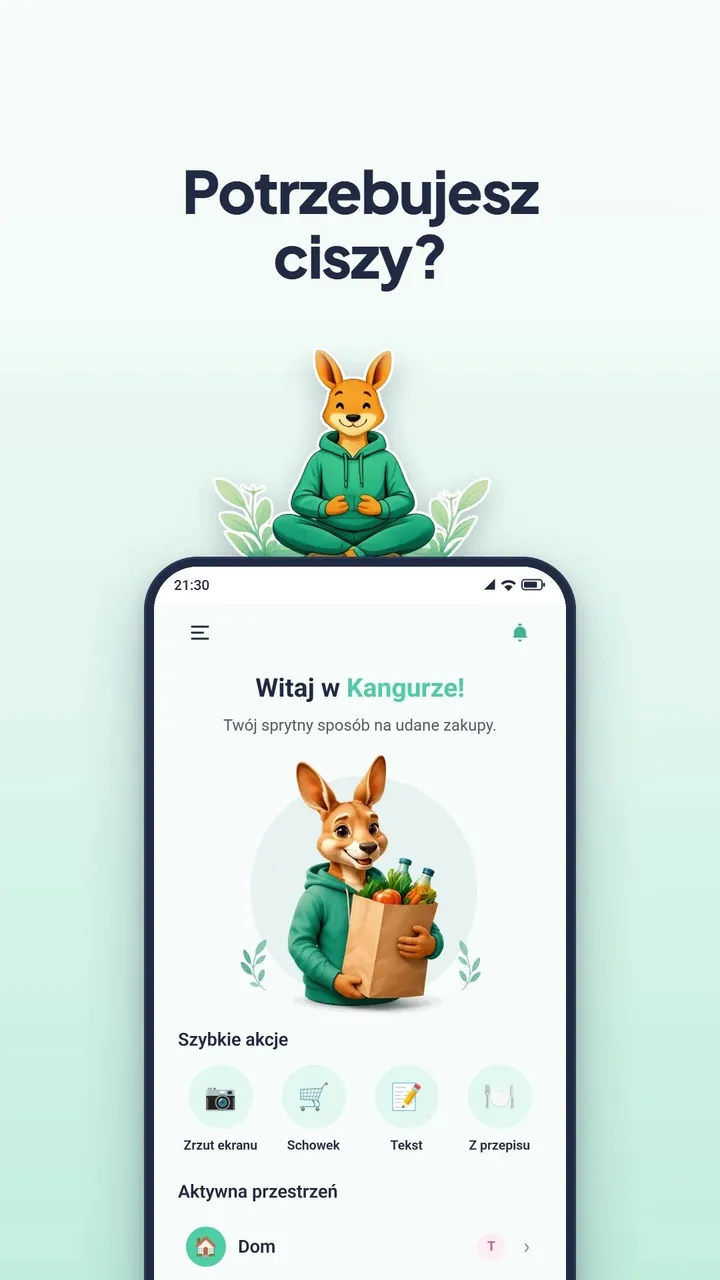 Potrzebujesz
ciszy?
21:30
Witaj w Kangurze!
Twój sprytny sposób na udane zakupy.
Szybkie akcje
Zrzut ekranu Schowek Tekst Z przepisu
Aktywna przestrzeń
Dom T